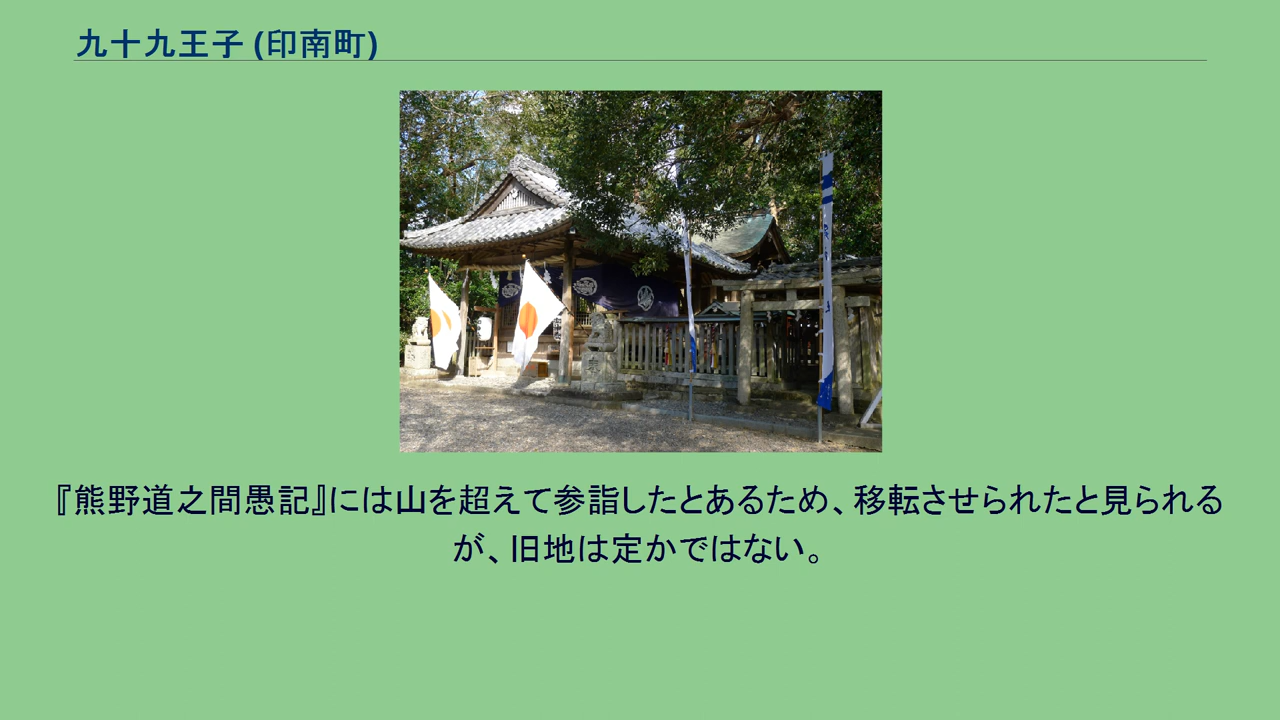 九十九王子 (印南町)
『熊野道之間愚記』には山を超えて参詣したとあるため、移転させられたと見られる
が、旧地は定かではない。